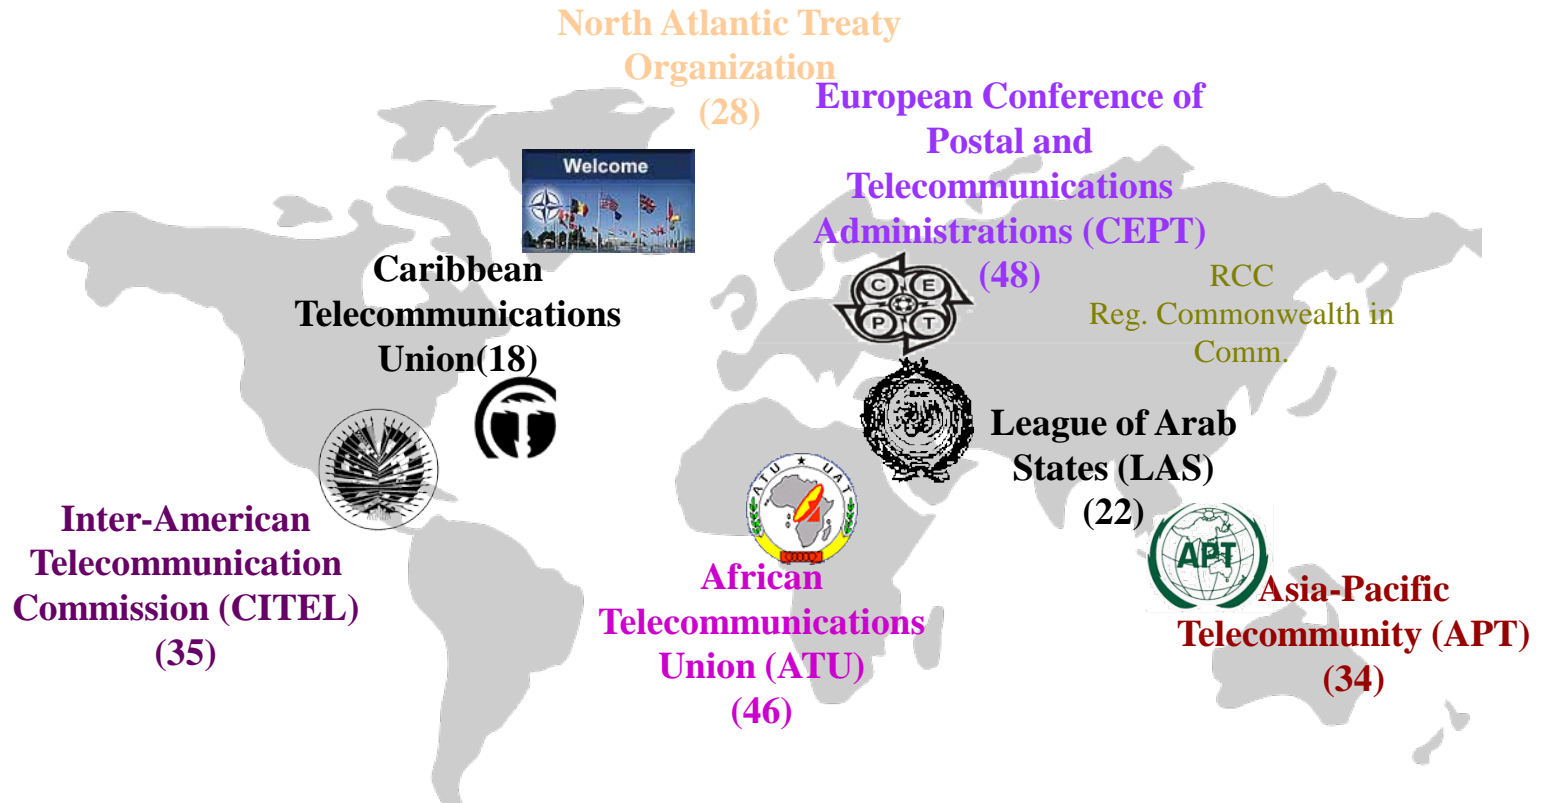 North Atlantic Treaty
Organization
(28)
European Conference of
Postal and
Telecommunications
Administrations (CEPT)
(48)
Welcome
Caribbean
Telecommunications
Union(18)
C E
P T
RCC
Reg. Commonwealth in
Comm.
League of Arab
States (LAS)
(22)
ATU ★ UAT
Inter-American
Telecommunication
Commission (CITEL)
(35)
African
Telecommunications
Union (ATU)
(46)
APT
Asia-Pacific
Telecommunity (APT)
(34)